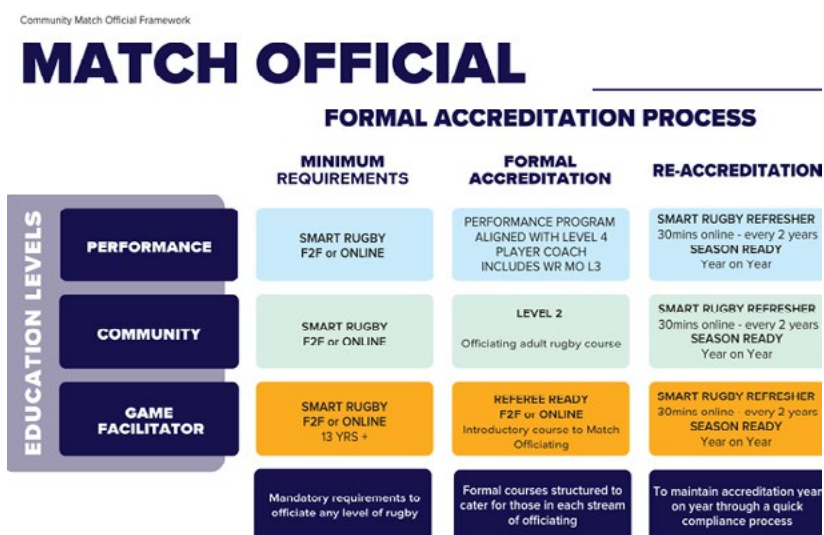 Community Match Official Framework
MATCH OFFICIAL
FORMAL ACCREDITATION PROCESS
MINIMUM
REQUIREMENTS
FORMAL
ACCREDITATION
RE-ACCREDITATION
EDUCATION LEVELS
PERFORMANCE
SMART RUGBY
F2F or ONLINE
PERFORMANCE PROGRAM
ALIGNED WITH LEVEL 4
PLAYER COACH
INCLUDES WR MO L3
SMART RUGBY REFRESHER
30mins online - every 2 years
SEASON READY
Year on Year
COMMUNITY
SMART RUGBY
F2F or ONLINE
LEVEL 2
Officiating adult rugby course
SMART RUGBY REFRESHER
30mins online - every 2 years
SEASON READY
Year on Year
GAME
FACILITATOR
SMART RUGBY
F2F or ONLINE
13 YRS +
REFEREE READY
F2F or ONLINE
Introductory course to Match
Officiating
SMART RUGBY REFRESHER
30mins online - every 2 years
SEASON READY
Year on Year
Mandatory requirements to
officiate any level of rugby
Formal courses structured to
cater for those in each stream
of officiating
To maintain accreditation year
on year through a quick
compliance process